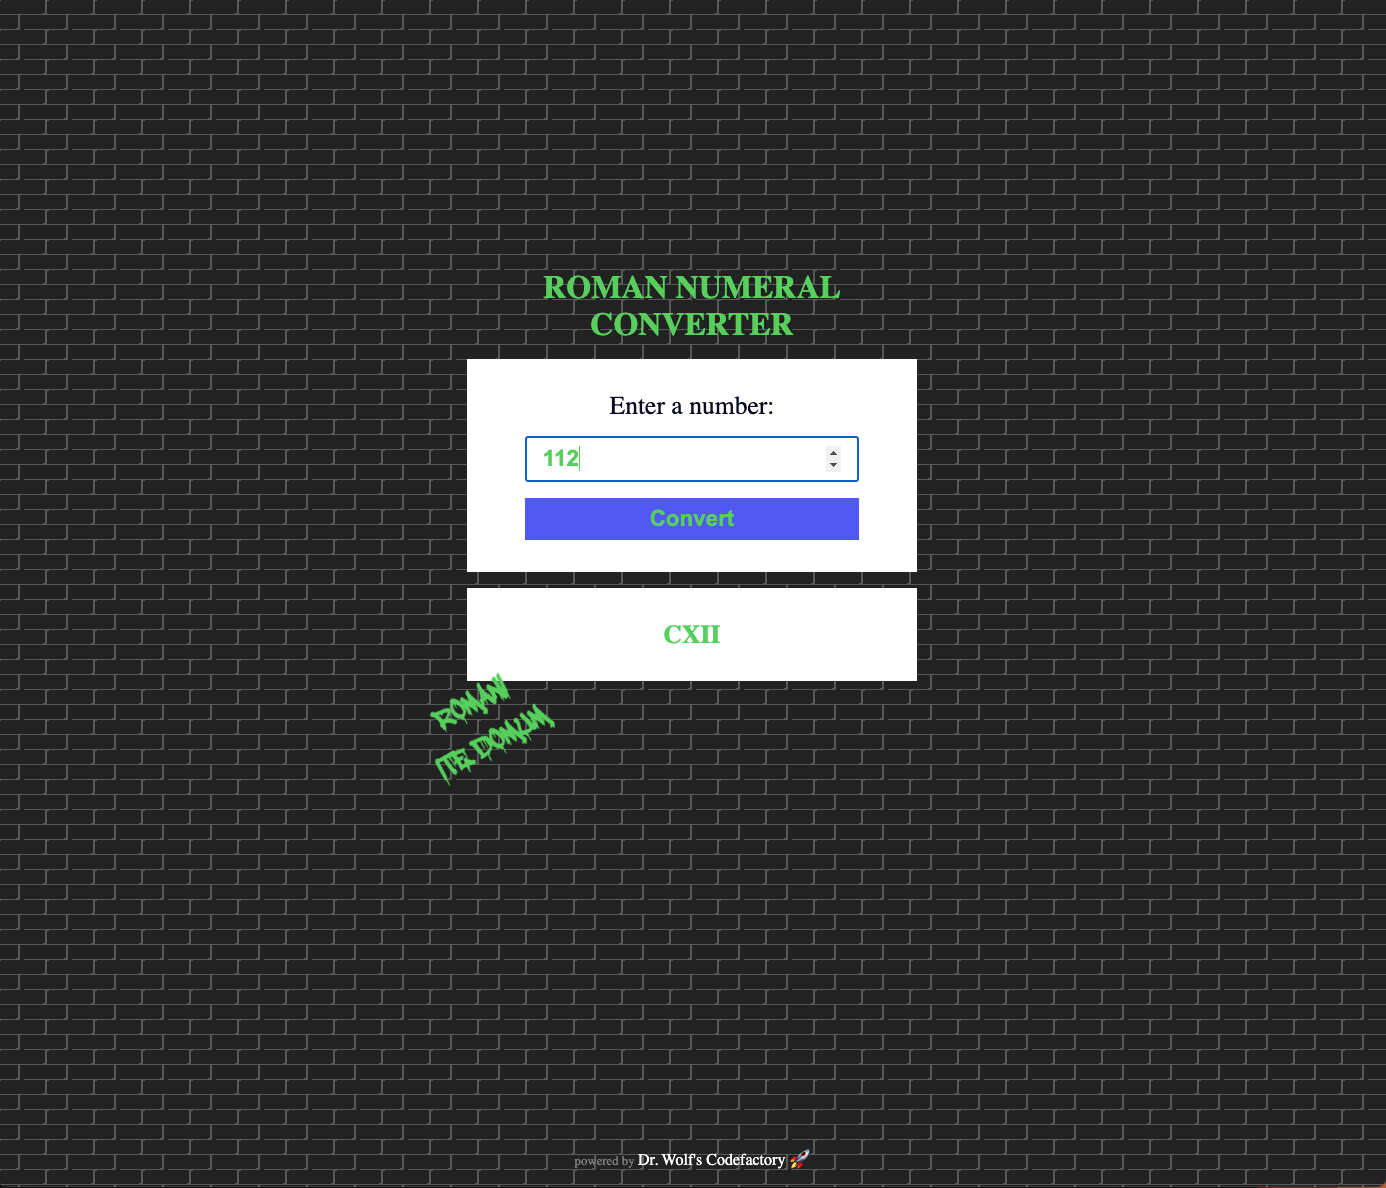 ROMAN NUMERAL
CONVERTER
Enter a number:
112
Convert
CXII
ROMANI
ITE DOMUM
powered by Dr. Wolf's Codefactory 🚀